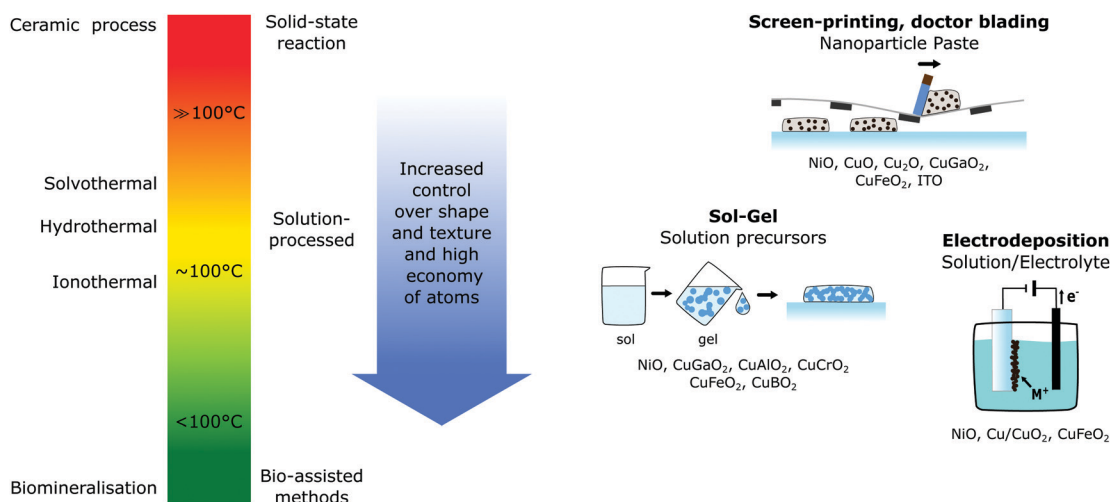 Ceramic process
Solid-state
reaction
≫100°C
Solvothermal
Hydrothermal
Solution-
processed
~100°C
Ionothermal
<100°C
Biomineralisation
Bio-assisted
methods
Increased
control
over shape
and texture
and high
economy
of atoms
Screen-printing, doctor blading
Nanoparticle Paste
NiO, CuO, Cu₂O, CuGaO₂,
CuFeO₂, ITO
Sol-Gel
Solution precursors
sol
gel
NiO, CuGaO₂, CuAlO₂, CuCrO₂
CuFeO₂, CuBO₂
Electrodeposition
Solution/Electrolyte
e⁻
M⁺
NiO, Cu/CuO₂, CuFeO₂